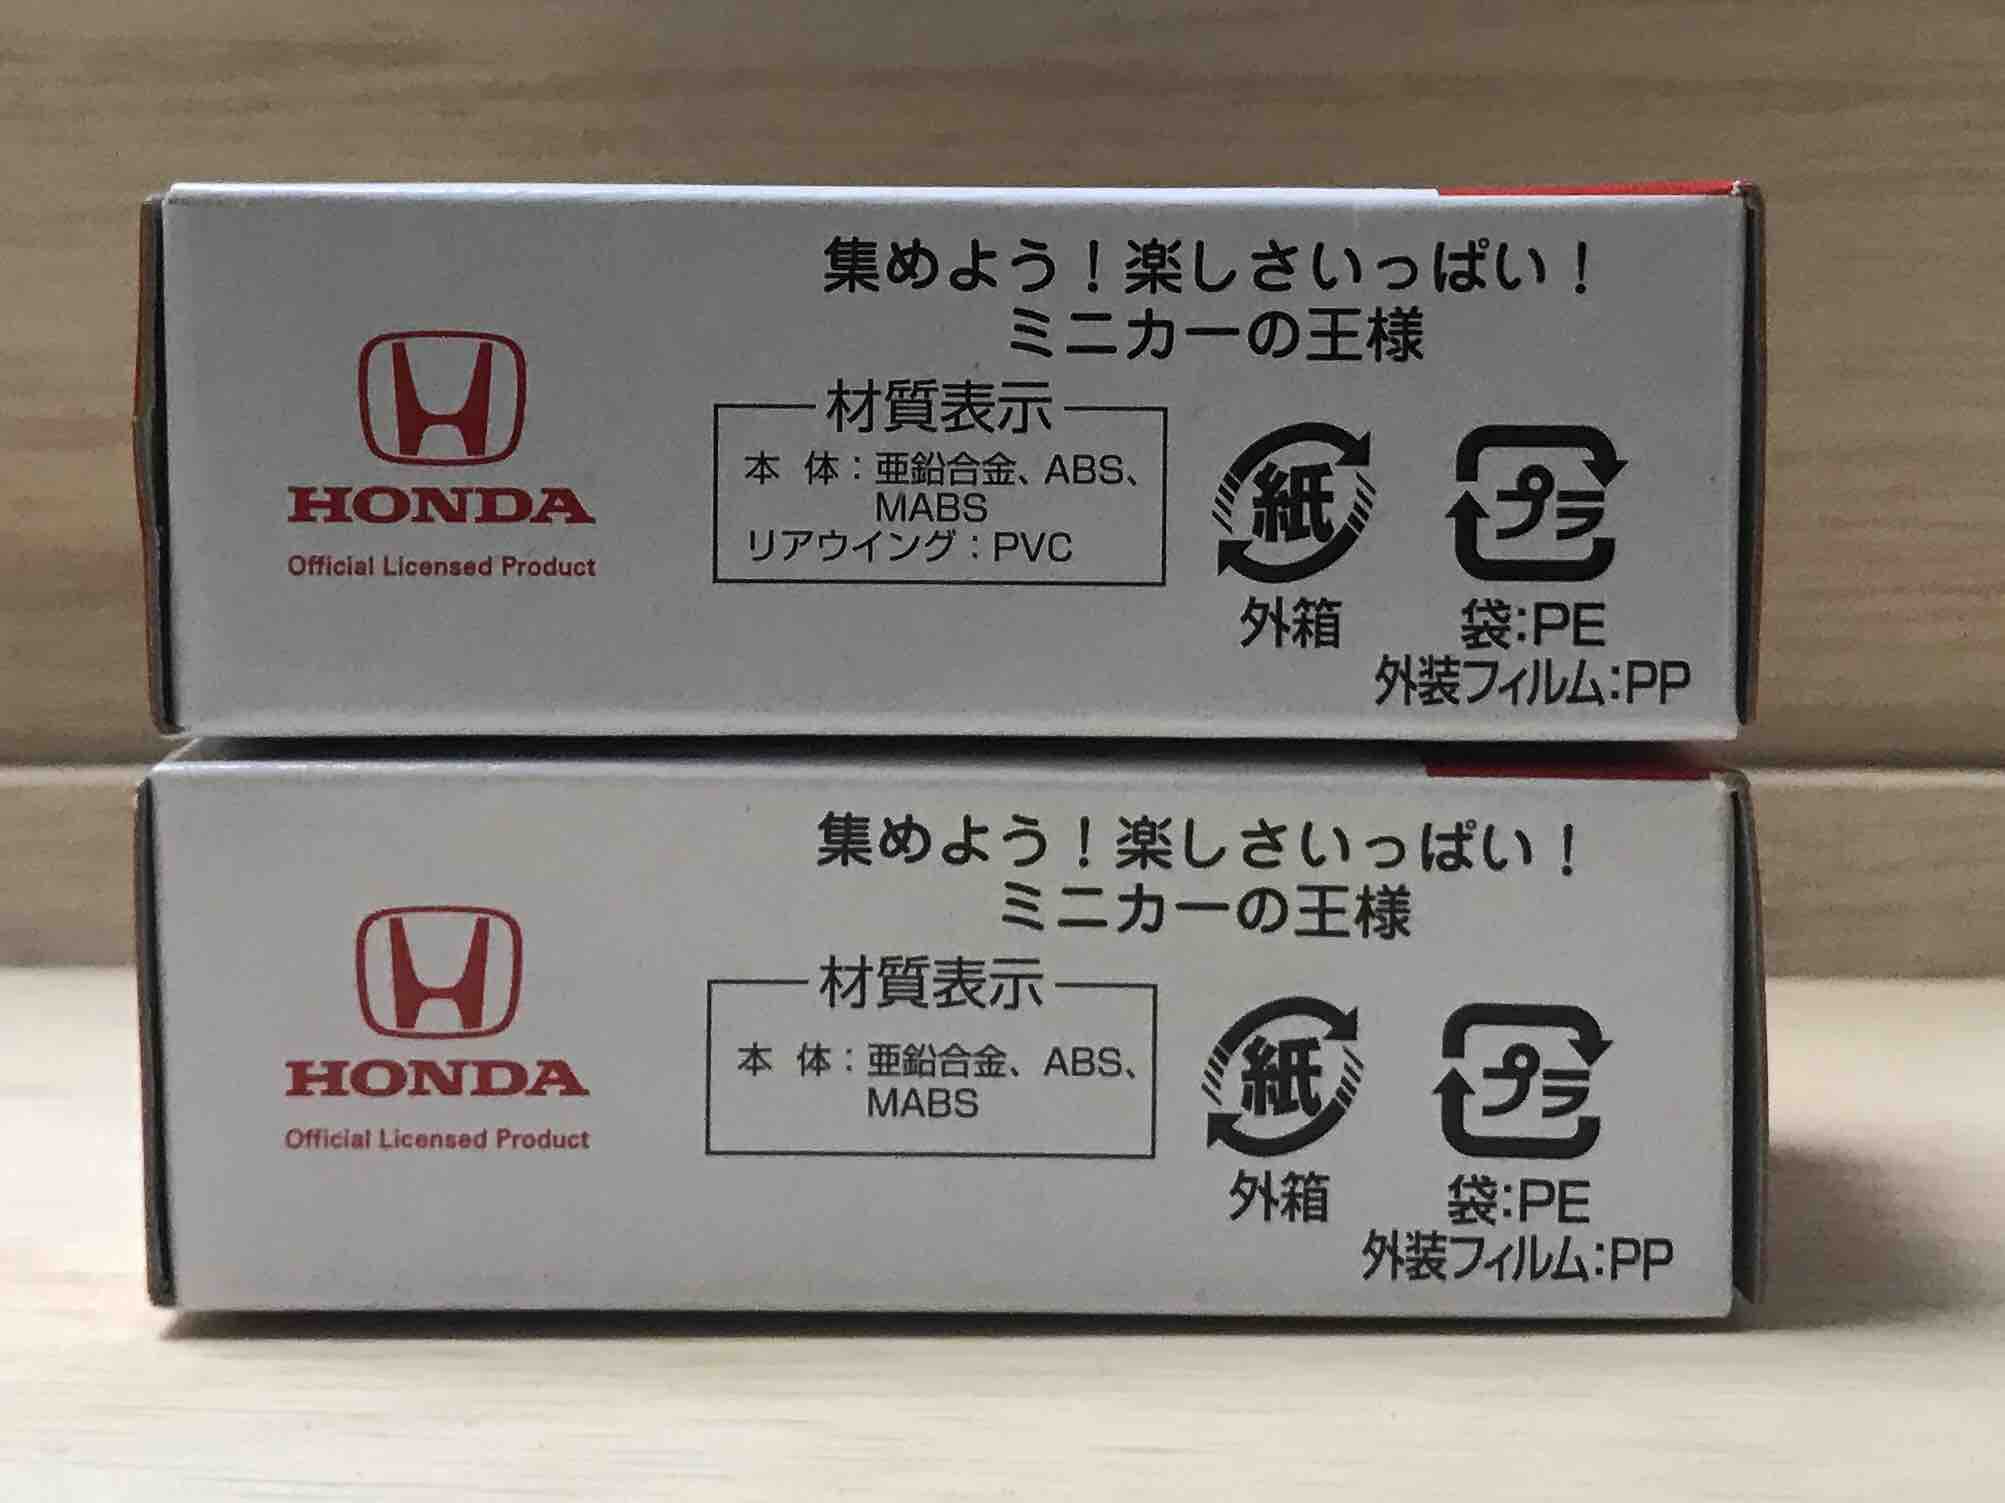 集めよう！楽しさいっぱい！
ミニカーの王様
HONDA
Official Licensed Product
材質表示
本 体：亜鉛合金、ABS、
MABS
リアウイング：PVC
紙
外箱
プラ
袋:PE
外装フィルム:PP
集めよう！楽しさいっぱい！
ミニカーの王様
HONDA
Official Licensed Product
材質表示
本 体：亜鉛合金、ABS、
MABS
紙
外箱
プラ
袋:PE
外装フィルム:PP